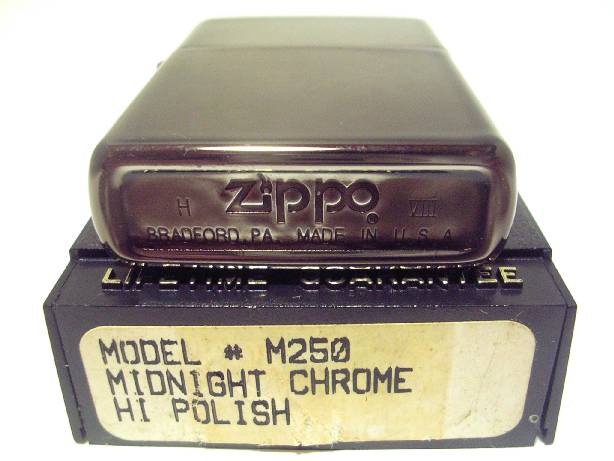 H Zippo ® VIII
BRADFORD, PA. MADE IN U.S.A.
LIFETIME GUARANTEE
MODEL # M250
MIDNIGHT CHROME
HI POLISH